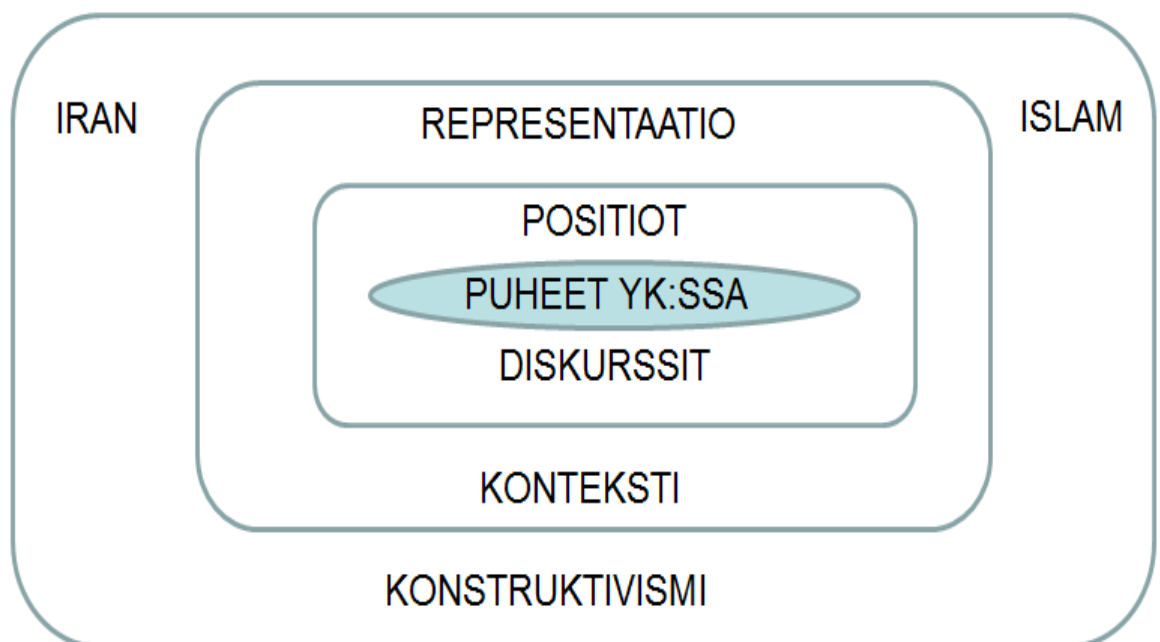 IRAN
ISLAM
REPRESENTAATIO
POSITIOT
PUHEET YK:SSA
DISKURSSIT
KONTEKSTI
KONSTRUKTIVISMI